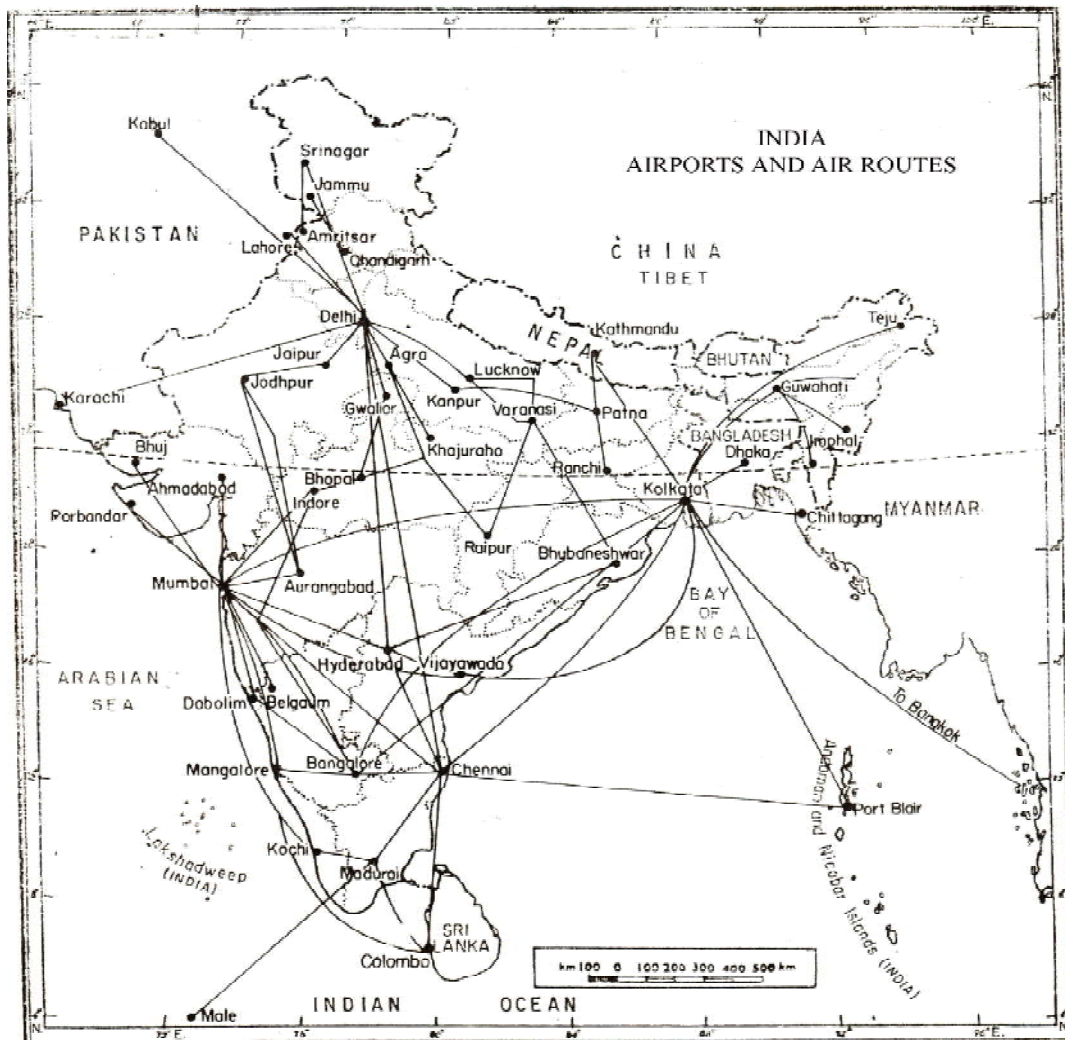 INDIA
AIRPORTS AND AIR ROUTES
Kabul
Srinagar
Jammu
PAKISTAN
Amritsar
Lahore
Chandigarh
CHINA
TIBET
Delhi
NEPA
Kathmandu
Teju
BHUTAN
Jaipur
Agra
Lucknow
Jodhpur
Guwahati
Karachi
Gwalior
Kanpur
Varanasi
Patna
BANGLADESH
Imphal
Bhuj
Khajuraho
Dhaka
Ahmadabad
Bhopal
Ranchi
Indore
Kolkata
Porbandar
MYANMAR
Chittagang
Raipur
Bhubaneshwar
Mumbai
Aurangabad
BAY
OF
BENGAL
Hyderabad
Vijayawada
ARABIAN
SEA
Dabolim
Belgaum
To Bangkok
Mangalore
Bangalore
Chennai
Port Blair
Andaman and Nicobar Islands (INDIA)
Lakshadweep
(INDIA)
Kochi
Madurai
SRI
LANKA
Colombo
km 100 0 100 200 300 400 500 km
INDIAN OCEAN
Male